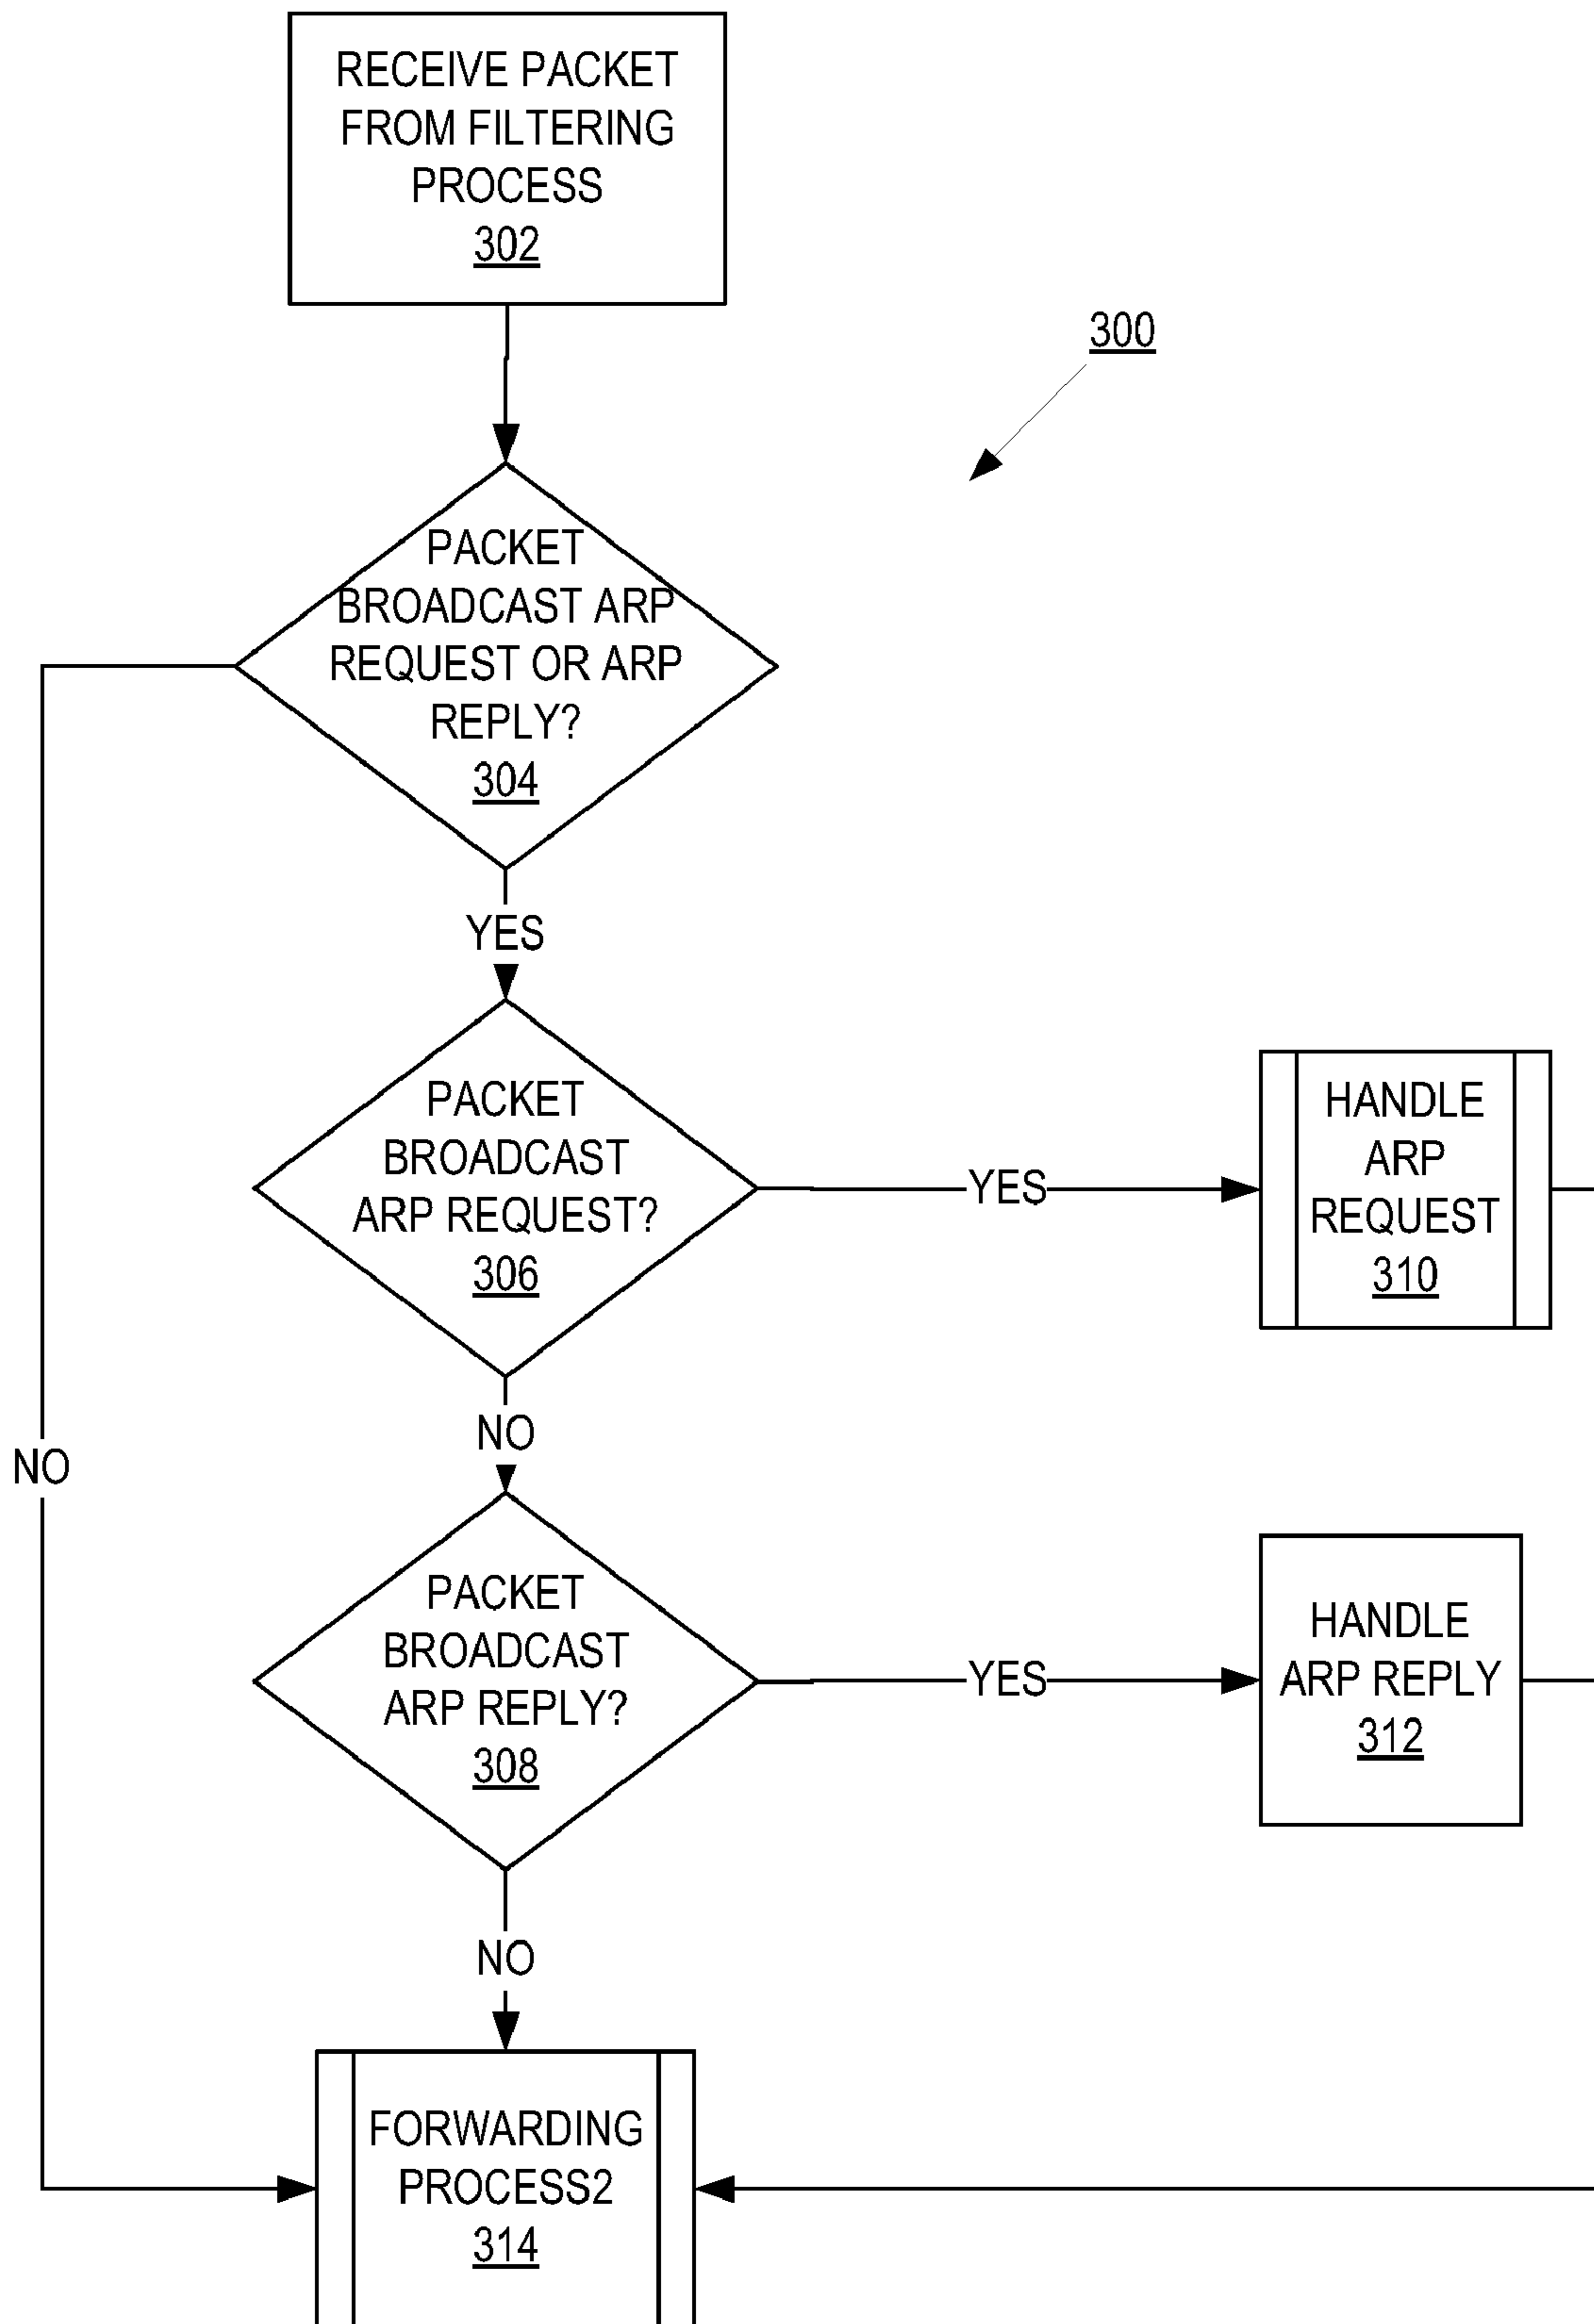 RECEIVE PACKET
FROM FILTERING
PROCESS
302
300
PACKET
BROADCAST ARP
REQUEST OR ARP
REPLY?
304
YES
PACKET
BROADCAST
ARP REQUEST?
306
YES
HANDLE
ARP
REQUEST
310
NO
NO
PACKET
BROADCAST
ARP REPLY?
308
YES
HANDLE
ARP REPLY
312
NO
FORWARDING
PROCESS2
314